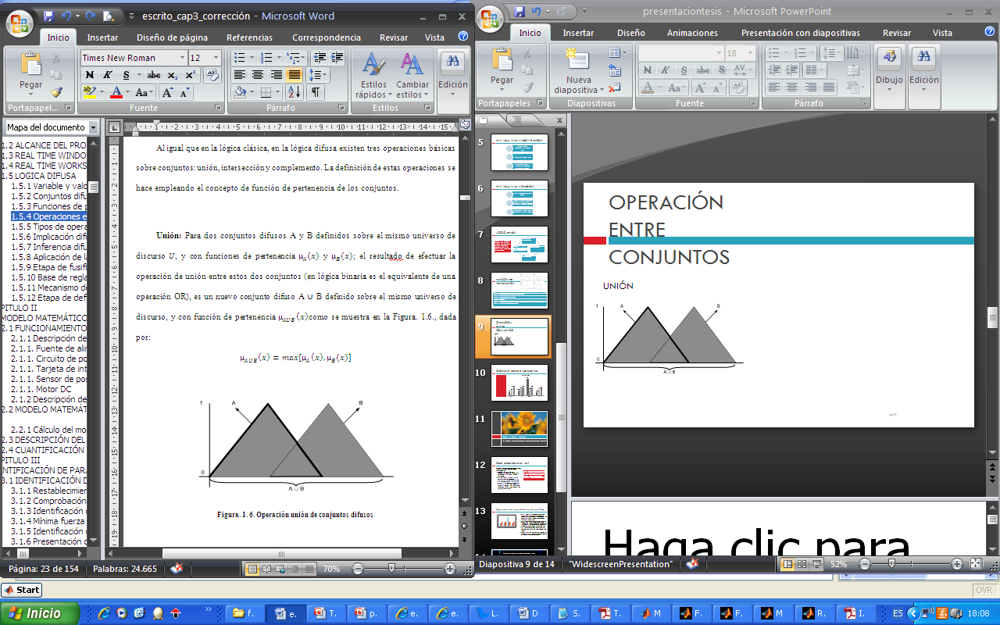 escrito_cap3_corrección - Microsoft Word
Inicio Insertar Diseño de página Referencias Correspondencia Revisar Vista
Times New Roman 12
Pegar
Estilos rápidos
Cambiar estilos
Edición
Portapapel... Fuente Párrafo Estilos
Mapa del documento
1.2 ALCANCE DEL PRO
1.3 REAL TIME WINDO
1.4 REAL TIME WORKS
1.5 LOGICA DIFUSA
1.5.1 Variable y valo
1.5.2 Conjuntos difu
1.5.3 Funciones de p
1.5.4 Operaciones e
1.5.5 Tipos de opera
1.5.6 Implicación difu
1.5.7 Inferencia difu
1.5.8 Aplicación de la
1.5.9 Etapa de fusifi
1.5.10 Base de regla
1.5.11 Mecanismo de
1.5.12 Etapa de def
PITULO II
MODELO MATEMÁTICO
2.1 FUNCIONAMIENTO
2.1.1 Descripción de
2.1.1. Fuente de alin
2.1.1. Circuito de po
2.1.1. Tarjeta de int
2.1.1. Sensor de pos
2.1.1. Motor DC
2.1.2 Descripción de
2.2 MODELO MATEMÁT
2.2.1 Cálculo del mo
2.3 DESCRIPCIÓN DEL
2.4 CUANTIFICACIÓN
PITULO III
NTIFICACIÓN DE PAR
3.1 IDENTIFICACIÓN D
3.1.1 Restablecimien
3.1.2 Comprobación
3.1.3 Identificación d
3.1.4 Mínima fuerza
3.1.5 Identificación d
3.1.6 Presentación d
Al igual que en la lógica clásica, en la lógica difusa existen tres operaciones básicas
sobre conjuntos: unión, intersección y complemento. La definición de estas operaciones se
hace empleando el concepto de función de pertenencia de los conjuntos.
Unión: Para dos conjuntos difusos A y B definidos sobre el mismo universo de
discurso U, y con funciones de pertenencia μA(x) y μB(x); el resultado de efectuar la
operación de unión entre estos dos conjuntos (en lógica binaria es el equivalente de una
operación OR), es un nuevo conjunto difuso A ∪ B definido sobre el mismo universo de
discurso, y con función de pertenencia μAUB(x)como se muestra en la Figura. 1.6., dada
por:
μAUB(x) = max[μA(x), μB(x)]
1 A B
0
A ∪ B
Figura. 1. 6. Operación unión de conjuntos difusos
Página: 23 de 154 Palabras: 24.665 70%
presentaciontesis - Microsoft PowerPoint
Inicio Insertar Diseño Animaciones Presentación con diapositivas Revisar Vista
18
Pegar
Nueva diapositiva
Dibujo
Edición
Portapapeles Diapositivas Fuente Párrafo
5
6
7
8
9
10
11
12
13
OPERACIÓN
ENTRE
CONJUNTOS
UNIÓN
1 A B
0
A ∪ B
Haga clic para
Diapositiva 9 de 14 "WidescreenPresentation" 52%
Start
OVR
Inicio f. e. T. p. e. e. L. D S. T. M F. F. M R. I. ES 18:08